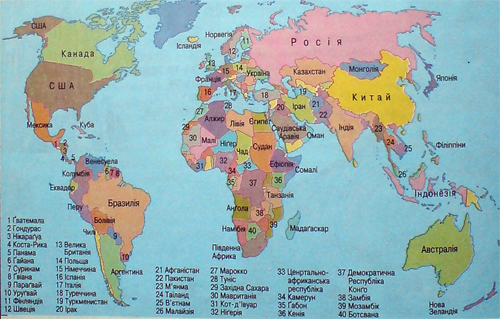 США
Канада
США
Мексика
Куба
Венесуела
Колумбія
Еквадор
Перу
Бразилія
Болівія
Чилі
Аргентина
Ісландія
Норвегія
Франція
Україна
Росія
Казахстан
Монголія
Китай
Японія
Іран
Індія
Філіппіни
Індонезія
Австралія
Нова Зеландія
Алжир
Лівія
Єгипет
Саудівська Аравія
Оман
Малі
Нігер
Чад
Судан
Ефіопія
Сомалі
Танзанія
Ангола
Намібія
Мадагаскар
Південна Африка
1 Гватемала
2 Гондурас
3 Нікарагуа
4 Коста-Рика
5 Панама
6 Гайана
7 Суринам
8 Гвіана
9 Парагвай
10 Уругвай
11 Фінляндія
12 Швеція
13 Велика Британія
14 Польща
15 Німеччина
16 Іспанія
17 Італія
18 Туреччина
19 Туркменистан
20 Ірак
21 Афганістан
22 Пакистан
23 М'янма
24 Таїланд
25 В'єтнам
26 Малайзія
27 Марокко
28 Туніс
29 Західна Сахара
30 Мавританія
31 Кот-д'Івуар
32 Нігерія
33 Центрально-африканська Республіка
34 Камерун
35 Габон
36 Кенія
37 Демократична Республіка Конго
38 Замбія
39 Мозамбік
40 Ботсвана